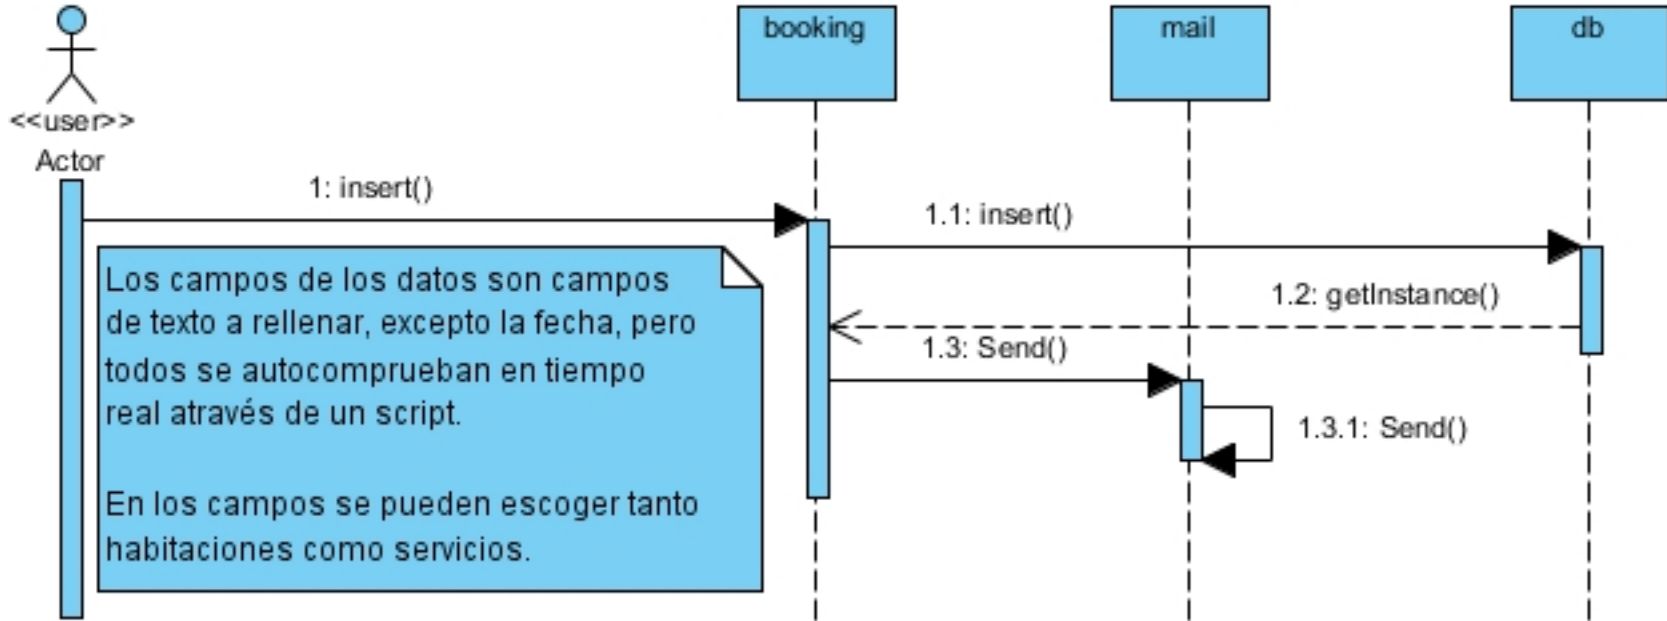 booking
mail
db
<<user>>
Actor
1: insert()
1.1: insert()
Los campos de los datos son campos
de texto a rellenar, excepto la fecha, pero
todos se autocomprueban en tiempo
real através de un script.
En los campos se pueden escoger tanto
habitaciones como servicios.
1.2: getInstance()
1.3: Send()
1.3.1: Send()